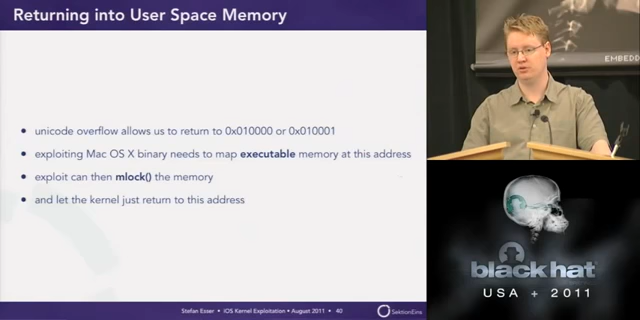 Returning into User Space Memory
EMBEDD
• unicode overflow allows us to return to 0x010000 or 0x010001
• exploiting Mac OS X binary needs to map executable memory at this address
• exploit can then mlock() the memory
• and let the kernel just return to this address
black hat
USA + 2011
Stefan Esser • iOS Kernel Exploitation • August 2011 • 40
SektionEins